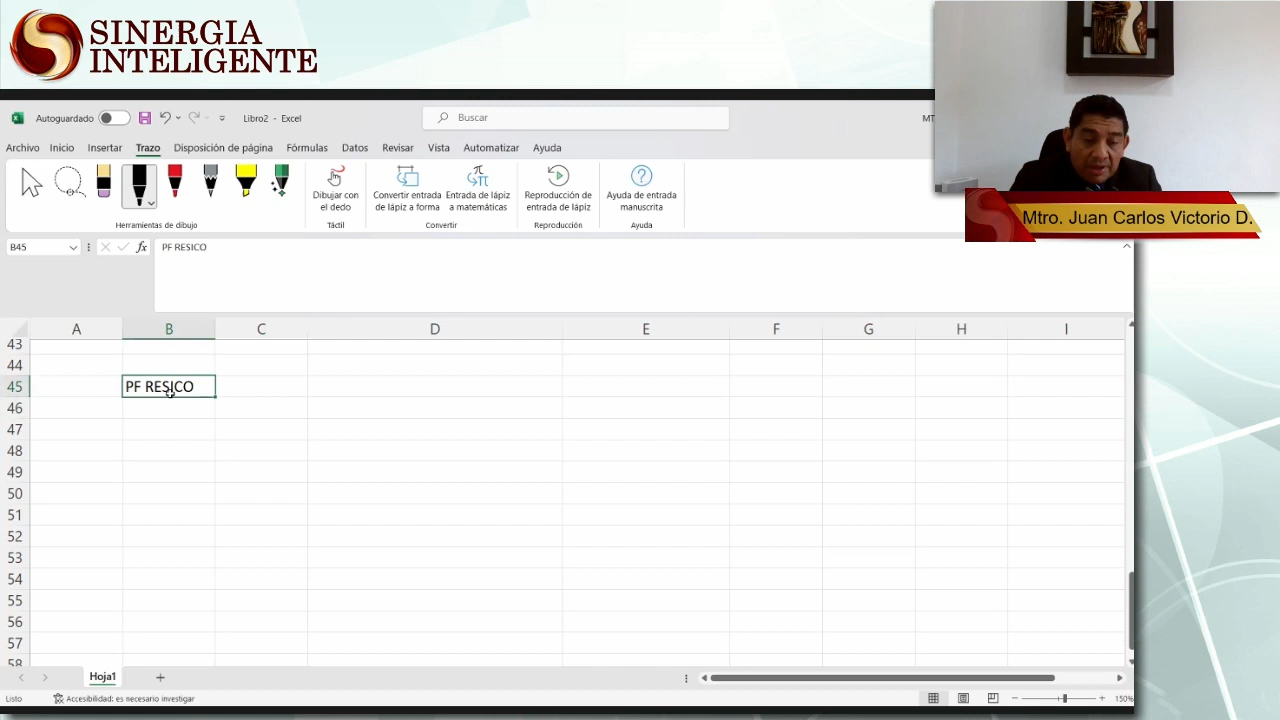 SINERGIA
INTELIGENTE
Autoguardado
Libro2 - Excel
Buscar
MT
Archivo Inicio Insertar Trazo Disposición de página Fórmulas Datos Revisar Vista Automatizar Ayuda
Dibujar con el dedo
Convertir entrada de lápiz a forma
Entrada de lápiz a matemáticas
Reproducción de entrada de lápiz
Ayuda de entrada manuscrita
Herramientas de dibujo Táctil Convertir Reproducción Ayuda
Mtro. Juan Carlos Victorio D.
B45 fx PF RESICO
A B C D E F G H I
43
44
45 PF RESICO
46
47
48
49
50
51
52
53
54
55
56
57
58
Hoja1
Listo Accesibilidad: es necesario investigar 150%